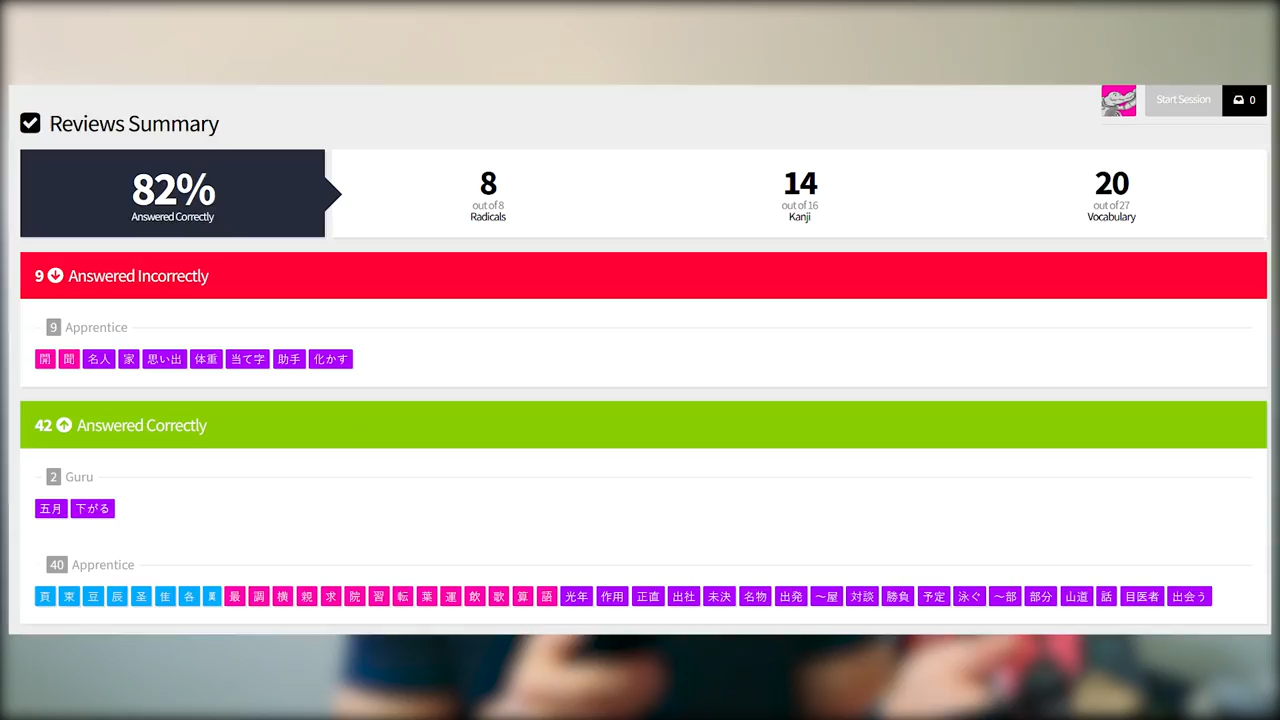 Start Session 0
Reviews Summary
82%
Answered Correctly
8
out of 8
Radicals
14
out of 16
Kanji
20
out of 27
Vocabulary
9 Answered Incorrectly
9 Apprentice
開 聞 名人 家 思い出 体重 当て字 助手 化かす
42 Answered Correctly
2 Guru
五月 下がる
40 Apprentice
頁 東 豆 辰 圣 隹 各 最 調 横 親 求 院 習 転 葉 運 飲 歌 算 語 光年 作用 正直 出社 未決 名物 出発 〜屋 対談 勝負 予定 泳ぐ 〜部 部分 山道 話 目医者 出会う